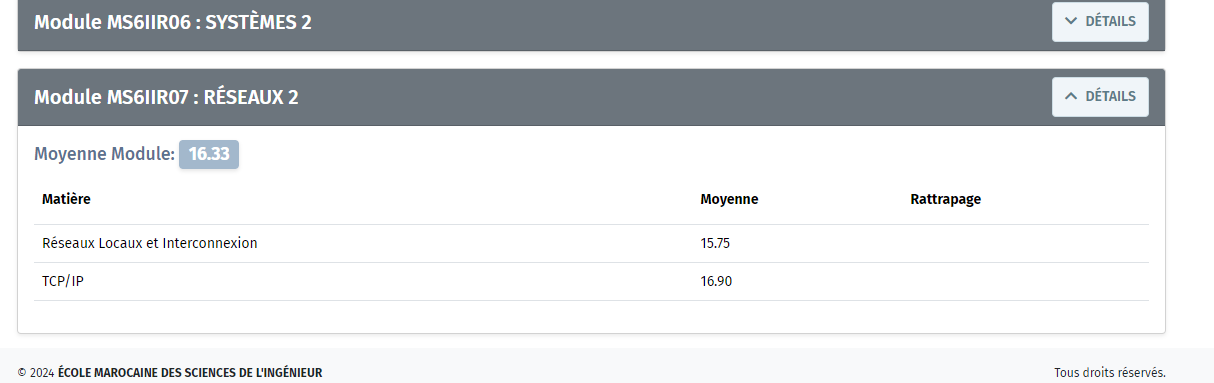 Module MS6IIR06 : SYSTÈMES 2 DÉTAILS
Module MS6IIR07 : RÉSEAUX 2 DÉTAILS
Moyenne Module: 16.33
Matière Moyenne Rattrapage
Réseaux Locaux et Interconnexion 15.75
TCP/IP 16.90
© 2024 ÉCOLE MAROCAINE DES SCIENCES DE L'INGÉNIEUR Tous droits réservés.